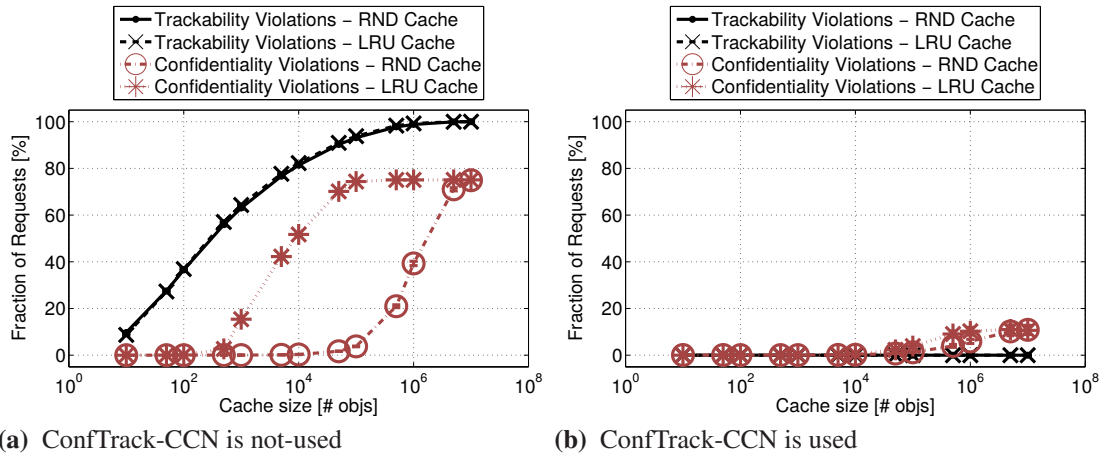 Trackability Violations – RND Cache
Trackability Violations – LRU Cache
Confidentiality Violations – RND Cache
Confidentiality Violations – LRU Cache
Fraction of Requests [%]
100
80
60
40
20
0
10^0
10^2
10^4
10^6
10^8
Cache size [# objs]
(a) ConfTrack-CCN is not-used
Trackability Violations – RND Cache
Trackability Violations – LRU Cache
Confidentiality Violations – RND Cache
Confidentiality Violations – LRU Cache
Fraction of Requests [%]
100
80
60
40
20
0
10^0
10^2
10^4
10^6
10^8
Cache size [# objs]
(b) ConfTrack-CCN is used